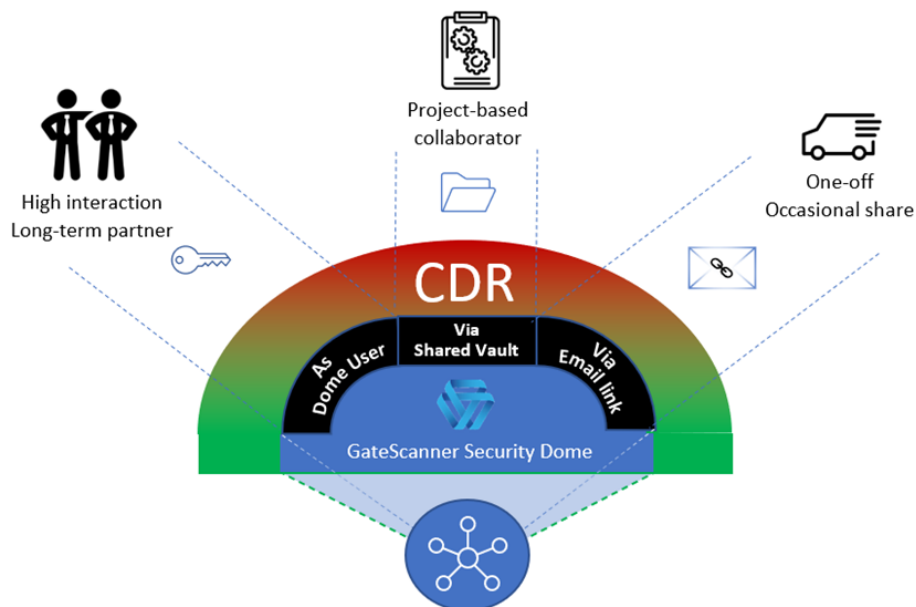 Project-based
collaborator
High interaction
Long-term partner
One-off
Occasional share
CDR
As
Dome User
Via
Shared Vault
Via
Email link
GateScanner Security Dome